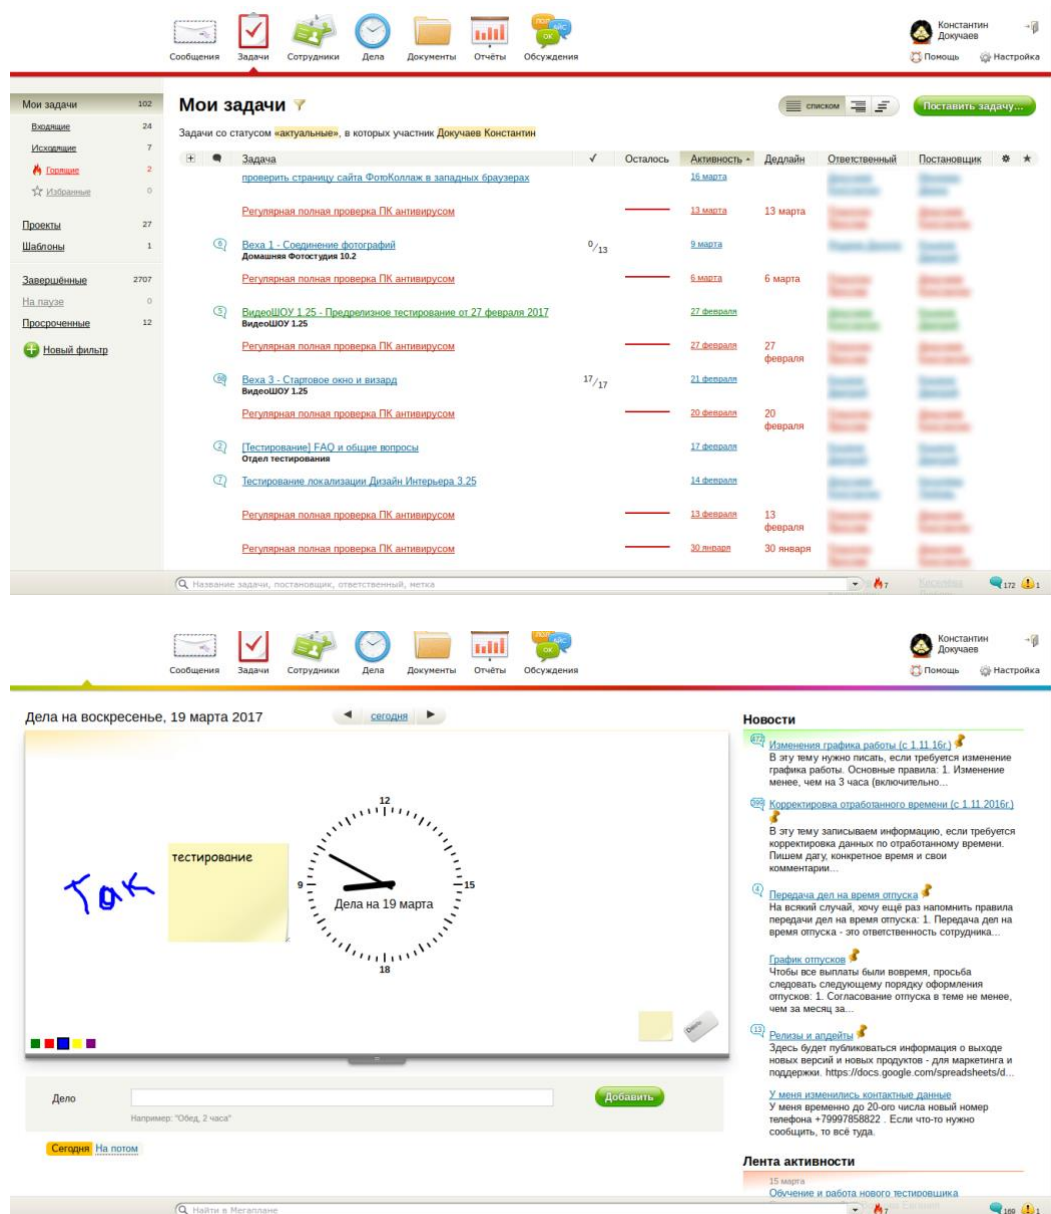 Сообщения Задачи Сотрудники Дела Документы Отчёты Обсуждения
Константин
Докучаев
Помощь Настройка
Мои задачи 102
Входящие 24
Исходящие 7
Горящие 2
Избранные 0
Проекты 27
Шаблоны 1
Завершённые 2707
На паузе 0
Просроченные 12
Новый фильтр
Мои задачи
списком
Поставить задачу...
Задачи со статусом «актуальные», в которых участник Докучаев Константин
Задача Осталось Активность Дедлайн Ответственный Постановщик
проверить страницу сайта ФотоКоллаж в западных браузерах 16 марта
Регулярная полная проверка ПК антивирусом 13 марта 13 марта
6 Веха 1 - Соединение фотографий 0/13 9 марта
Домашняя Фотостудия 10.2
Регулярная полная проверка ПК антивирусом 6 марта 6 марта
5 ВидеоШОУ 1.25 - Предрелизное тестирование от 27 февраля 2017 27 февраля
ВидеоШОУ 1.25
Регулярная полная проверка ПК антивирусом 27 февраля 27
февраля
Веха 3 - Стартовое окно и визард 17/17 21 февраля
ВидеоШОУ 1.25
Регулярная полная проверка ПК антивирусом 20 февраля 20
февраля
2 [Тестирование] FAQ и общие вопросы 17 февраля
Отдел тестирования
7 Тестирование локализации Дизайн Интерьера 3.25 14 февраля
Регулярная полная проверка ПК антивирусом 13 февраля 13
февраля
Регулярная полная проверка ПК антивирусом 30 января 30 января
Название задачи, постановщик, ответственный, метка
7 172 1
Сообщения Задачи Сотрудники Дела Документы Отчёты Обсуждения
Константин
Докучаев
Помощь Настройка
Дела на воскресенье, 19 марта 2017
сегодня
Так
тестирование
12
9 15
Дела на 19 марта
18
Дело
Добавить
Например: "Обед, 2 часа"
Сегодня На потом
Новости
Изменения графика работы (с 1.11.16г.)
В эту тему нужно писать, если требуется изменение
графика работы. Основные правила: 1. Изменение
менее, чем на 3 часа (включительно...
Корректировка отработанного времени (с 1.11.2016г.)
В эту тему записываем информацию, если требуется
корректировка данных по отработанному времени.
Пишем дату, конкретное время и свои
комментарии...
4 Передача дел на время отпуска
На всякий случай, хочу ещё раз напомнить правила
передачи дел на время отпуска: 1. Передача дел на
время отпуска - это ответственность сотрудника...
График отпусков
Чтобы все выплаты были вовремя, просьба
следовать следующему порядку оформления
отпусков: 1. Согласование отпуска в теме не менее,
чем за месяц за...
13 Релизы и апдейты
Здесь будет публиковаться информация о выходе
новых версий и новых продуктов - для маркетинга и
поддержки. https://docs.google.com/spreadsheets/d...
У меня изменились контактные данные
У меня временно до 20-ого числа новый номер
телефона +79997858822 . Если что-то нужно
сообщить, то всё туда.
Лента активности
15 марта
Обучение и работа нового тестировщика
Найти в Мегаплане
7 169 1